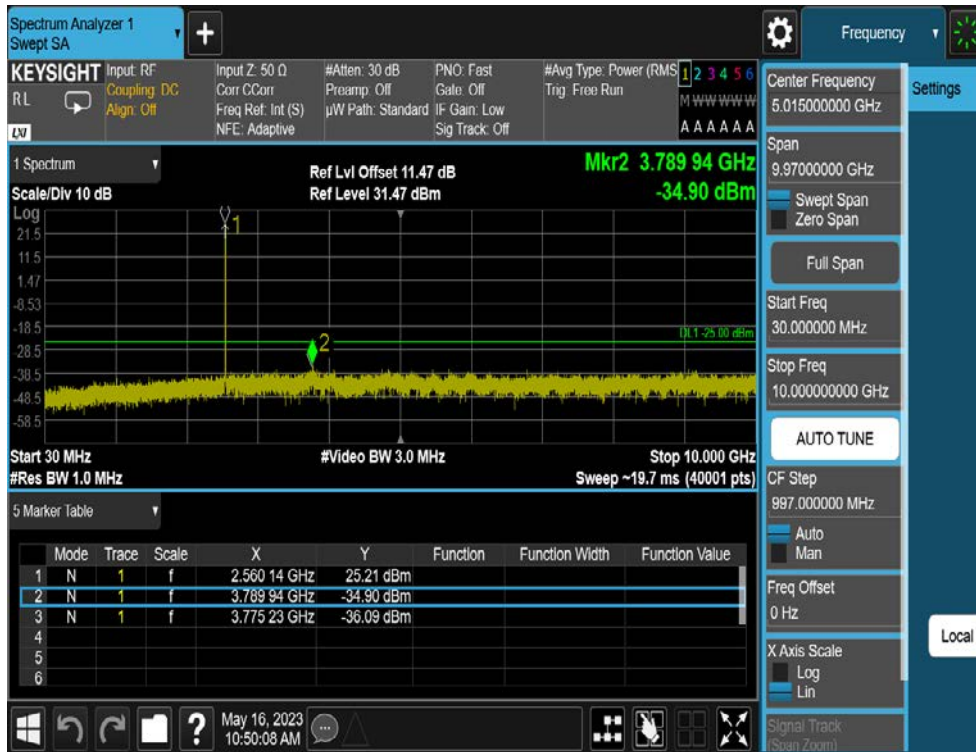 Spectrum Analyzer 1
Swept SA
+
Frequency
KEYSIGHT Input: RF Input Z: 50 Ω #Atten: 30 dB PNO: Fast #Avg Type: Power (RMS 1 2 3 4 5 6
RL Coupling: DC Corr CCorr Preamp: Off Gate: Off Trig: Free Run
Align: Off Freq Ref: Int (S) µW Path: Standard IF Gain: Low M W W W W W
LXI NFE: Adaptive Sig Track: Off A A A A A A
1 Spectrum
Ref Lvl Offset 11.47 dB Mkr2 3.789 94 GHz
Scale/Div 10 dB Ref Level 31.47 dBm -34.90 dBm
Log
1
21.5
11.5
1.47
-8.53
-18.5
DL1 -25.00 dBm
2
-28.5
-38.5
-48.5
-58.5
Start 30 MHz #Video BW 3.0 MHz Stop 10.000 GHz
#Res BW 1.0 MHz Sweep ~19.7 ms (40001 pts)
5 Marker Table
Mode Trace Scale X Y Function Function Width Function Value
1 N 1 f 2.560 14 GHz 25.21 dBm
2 N 1 f 3.789 94 GHz -34.90 dBm
3 N 1 f 3.775 23 GHz -36.09 dBm
4
5
6
Center Frequency
5.015000000 GHz
Settings
Span
9.97000000 GHz
Swept Span
Zero Span
Full Span
Start Freq
30.000000 MHz
Stop Freq
10.000000000 GHz
AUTO TUNE
CF Step
997.000000 MHz
Auto
Man
Freq Offset
0 Hz
Local
X Axis Scale
Log
Lin
Signal Track
(Span Zoom)
?
May 16, 2023
10:50:08 AM